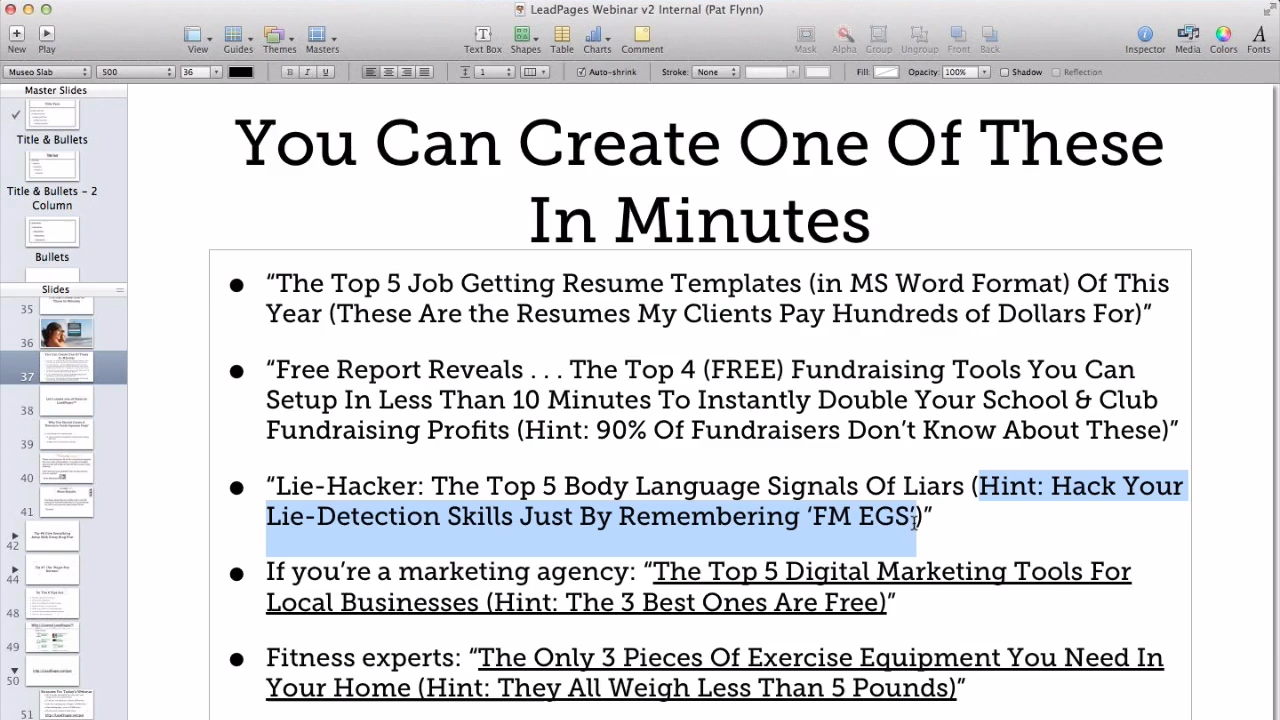 LeadPages Webinar v2 Internal (Pat Flynn)
New Play View Guides Themes Masters Text Box Shapes Table Charts Comment Mask Alpha Group Ungroup Front Back Inspector Media Colors Fonts
Museo Slab 500 36 B I U 1 Auto-shrink Stroke: None Fill: Opacity: 100% Shadow Reflection
Master Slides
Title & Bullets
Title & Bullets – 2
Column
Bullets
Slides
35
36
37
38
39
40
41
42
44
48
49
50
51
You Can Create One Of These
In Minutes
● “The Top 5 Job Getting Resume Templates (in MS Word Format) Of This
Year (These Are the Resumes My Clients Pay Hundreds of Dollars For)”
● “Free Report Reveals . . . The Top 4 (FREE) Fundraising Tools You Can
Setup In Less Than 10 Minutes To Instantly Double Your School & Club
Fundraising Profits (Hint: 90% Of Fundraisers Don’t Know About These)”
● “Lie-Hacker: The Top 5 Body Language Signals Of Liars (Hint: Hack Your
Lie-Detection Skills Just By Remembering ‘FM EGS’)”
● If you’re a marketing agency: “The Top 5 Digital Marketing Tools For
Local Businesses (Hint: The 3 Best Ones Are Free)”
● Fitness experts: “The Only 3 Pieces Of Exercise Equipment You Need In
Your Home (Hint: They All Weigh Less Than 5 Pounds)”